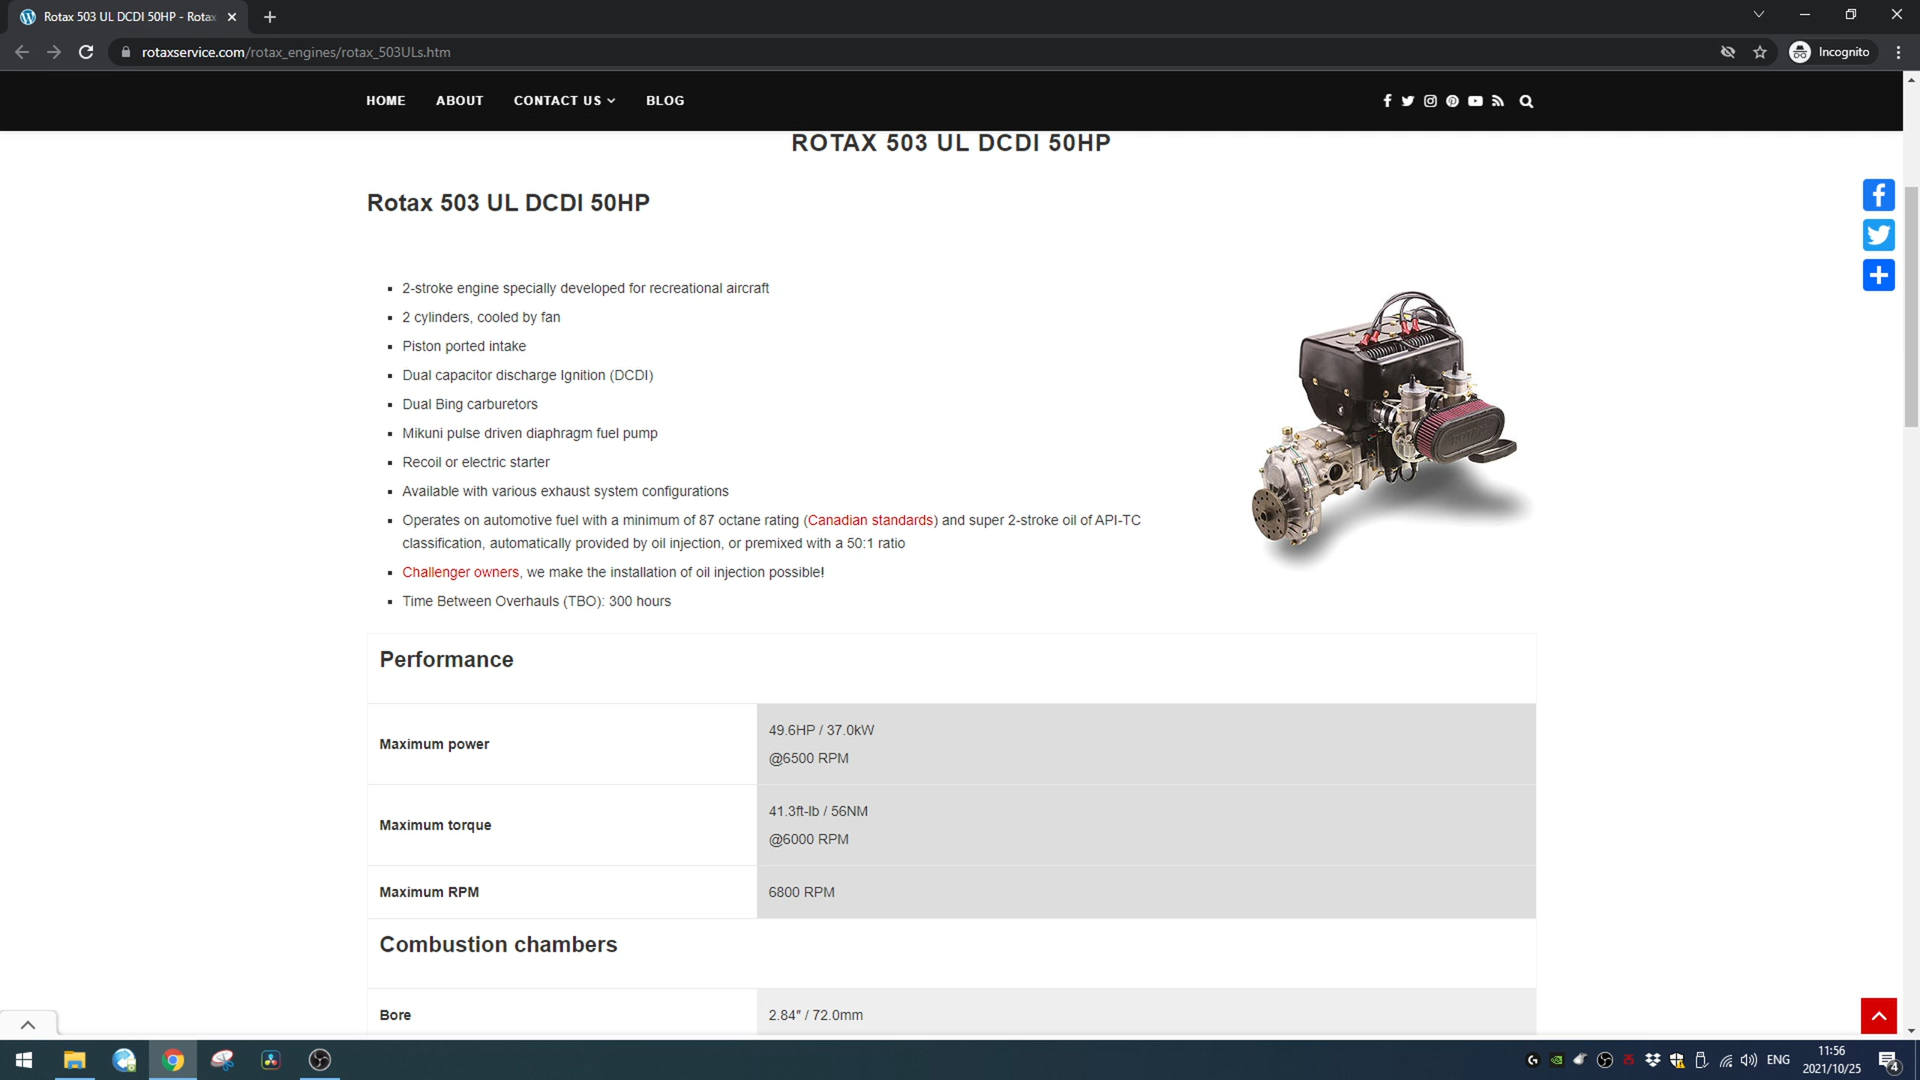 Rotax 503 UL DCDI 50HP - Rotax
rotaxservice.com/rotax_engines/rotax_503ULs.htm
Incognito
HOME ABOUT CONTACT US BLOG
ROTAX 503 UL DCDI 50HP
Rotax 503 UL DCDI 50HP
2-stroke engine specially developed for recreational aircraft
2 cylinders, cooled by fan
Piston ported intake
Dual capacitor discharge Ignition (DCDI)
Dual Bing carburetors
Mikuni pulse driven diaphragm fuel pump
Recoil or electric starter
Available with various exhaust system configurations
Operates on automotive fuel with a minimum of 87 octane rating (Canadian standards) and super 2-stroke oil of API-TC
classification, automatically provided by oil injection, or premixed with a 50:1 ratio
Challenger owners, we make the installation of oil injection possible!
Time Between Overhauls (TBO): 300 hours
Performance
Maximum power
49.6HP / 37.0kW
@6500 RPM
Maximum torque
41.3ft-lb / 56NM
@6000 RPM
Maximum RPM
6800 RPM
Combustion chambers
Bore
2.84″ / 72.0mm
ENG
11:56
2021/10/25
4